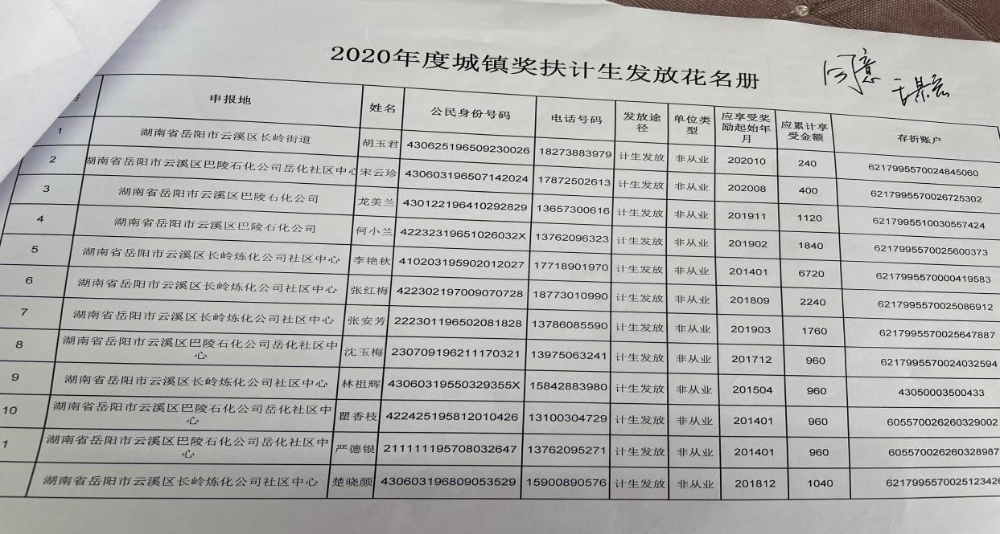 2020年度城镇奖扶计生发放花名册
同意
号 申报地 姓名 公民身份号码 电话号码 发放途径 单位类型 应享受奖励起始年月 应累计享受金额 存折账户
1 湖南省岳阳市云溪区长岭街道 胡玉君 430625196509230026 18273883979 计生发放 非从业 202010 240 6217995570024845060
2 湖南省岳阳市云溪区巴陵石化公司岳化社区中心 宋云珍 430603196507142024 17872502613 计生发放 非从业 202008 400 6217995570026725302
3 湖南省岳阳市云溪区巴陵石化公司 龙美兰 430122196410292829 13657300616 计生发放 非从业 201911 1120 6217995510030557424
4 湖南省岳阳市云溪区巴陵石化公司 何小兰 42232319651026032X 13762096323 计生发放 非从业 201902 1840 6217995570025600373
5 湖南省岳阳市云溪区长岭炼化公司社区中心 李艳秋 410203195902012027 17718901970 计生发放 非从业 201401 6720 6217995570000419583
6 湖南省岳阳市云溪区长岭炼化公司社区中心 张红梅 422302197009070728 18773010990 计生发放 非从业 201809 2240 6217995570025086912
7 湖南省岳阳市云溪区长岭炼化公司社区中心 张安芳 222301196502081828 13786085590 计生发放 非从业 201903 1760 6217995570025647887
8 湖南省岳阳市云溪区巴陵石化公司岳化社区中心 沈玉梅 230709196211170321 13975063241 计生发放 非从业 201712 960 6217995570024032594
9 湖南省岳阳市云溪区长岭炼化公司社区中心 林祖辉 43060319550329355X 15842883980 计生发放 非从业 201504 960 43050003500433
10 湖南省岳阳市云溪区巴陵石化公司岳化社区中心 瞿香枝 422425195812010426 13100304729 计生发放 非从业 201401 960 605570026260329002
1 湖南省岳阳市云溪区巴陵石化公司岳化社区中心 严德银 211111195708032647 13762095271 计生发放 非从业 201401 960 605570026260328987
湖南省岳阳市云溪区长岭炼化公司社区中心 楚晓颜 430603196809053529 15900890576 计生发放 非从业 201812 1040 621799557002512342